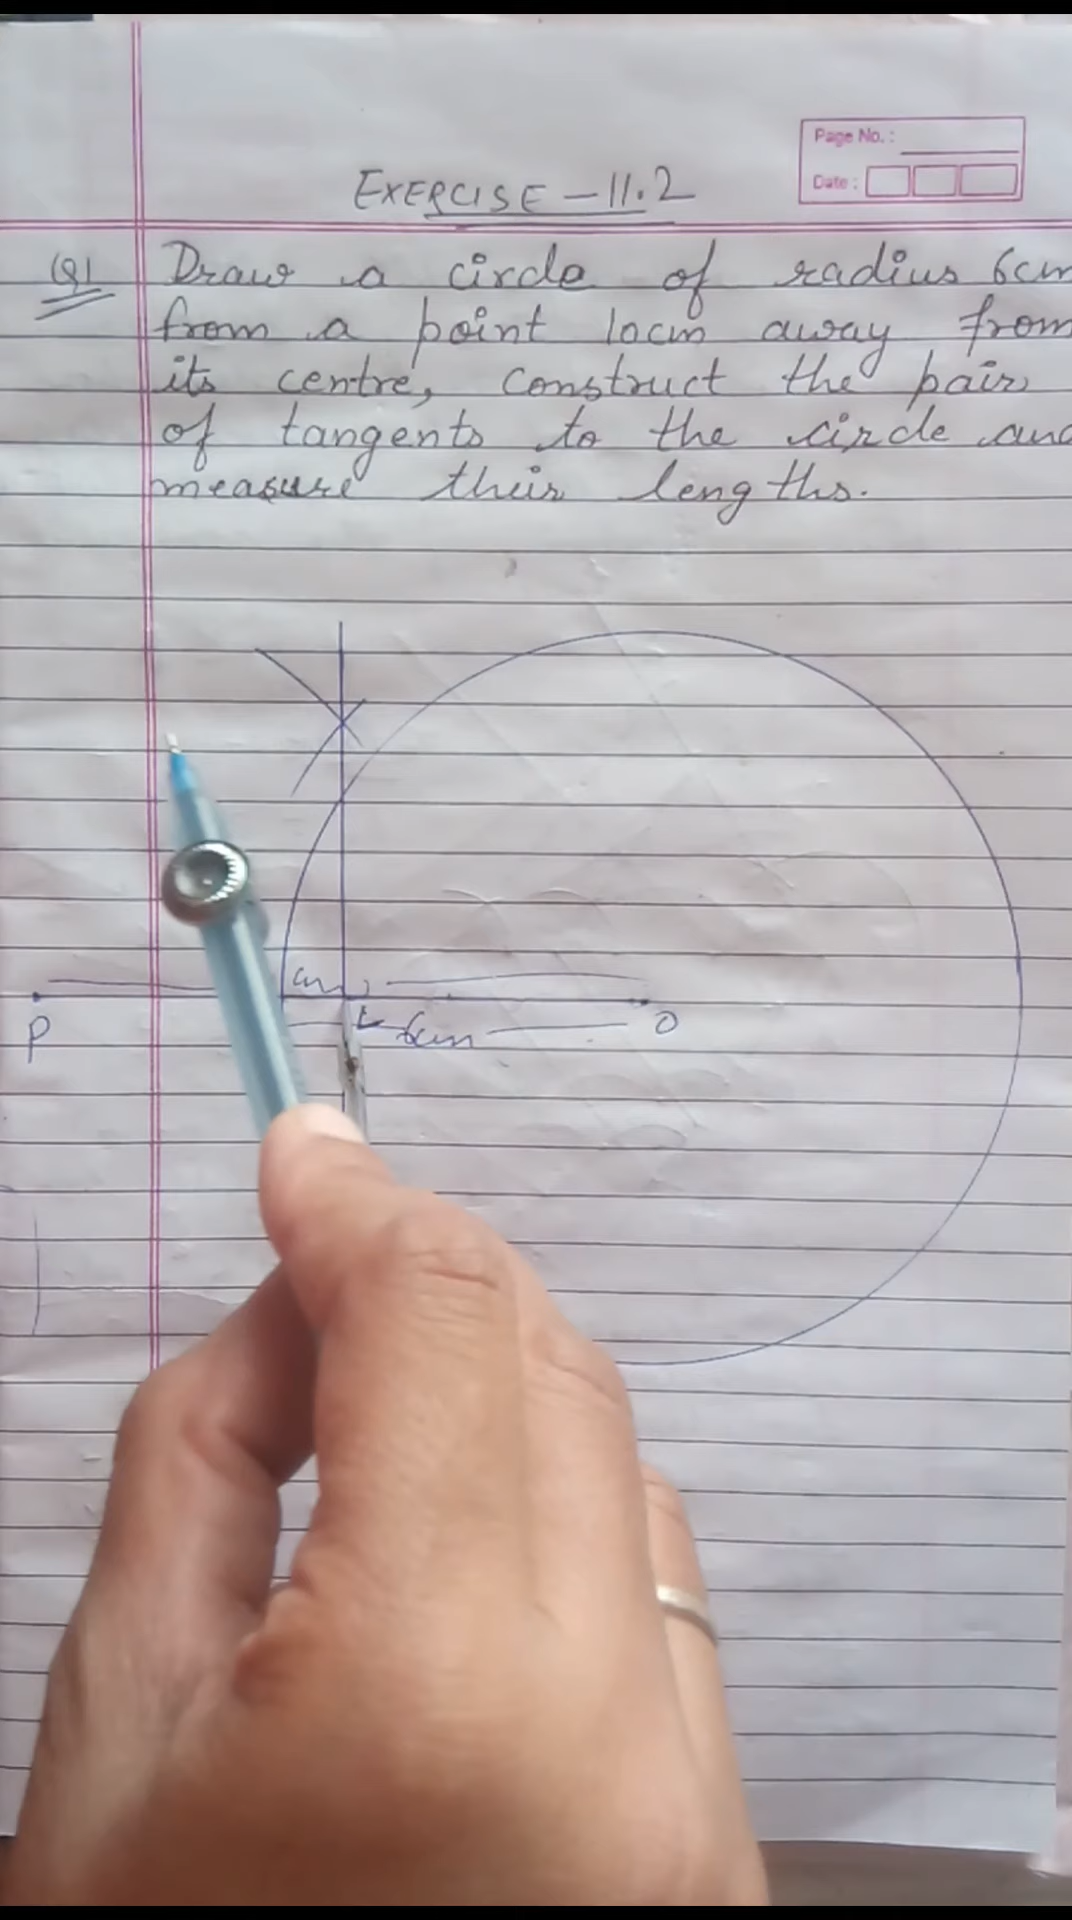 Page No. :
Date :
EXERCISE - 11.2
Q1 Draw a circle of radius 6cm
from a point 10cm away from
its centre, construct the pair
of tangents to the circle and
measure their lengths.
cm
P
6cm
O